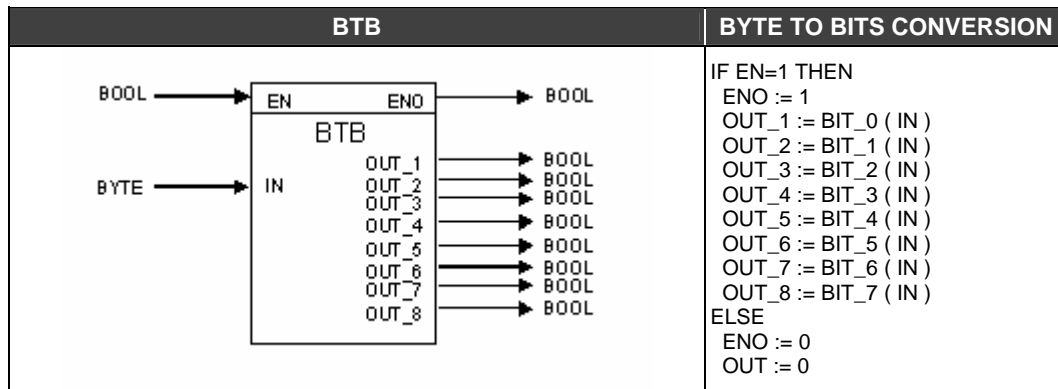 BTB
BYTE TO BITS CONVERSION
BOOL
EN
ENO
BOOL
BTB
OUT_1
BOOL
BYTE
IN
OUT_2
BOOL
OUT_3
BOOL
OUT_4
BOOL
OUT_5
BOOL
OUT_6
BOOL
OUT_7
BOOL
OUT_8
BOOL
IF EN=1 THEN
ENO := 1
OUT_1 := BIT_0 ( IN )
OUT_2 := BIT_1 ( IN )
OUT_3 := BIT_2 ( IN )
OUT_4 := BIT_3 ( IN )
OUT_5 := BIT_4 ( IN )
OUT_6 := BIT_5 ( IN )
OUT_7 := BIT_6 ( IN )
OUT_8 := BIT_7 ( IN )
ELSE
ENO := 0
OUT := 0